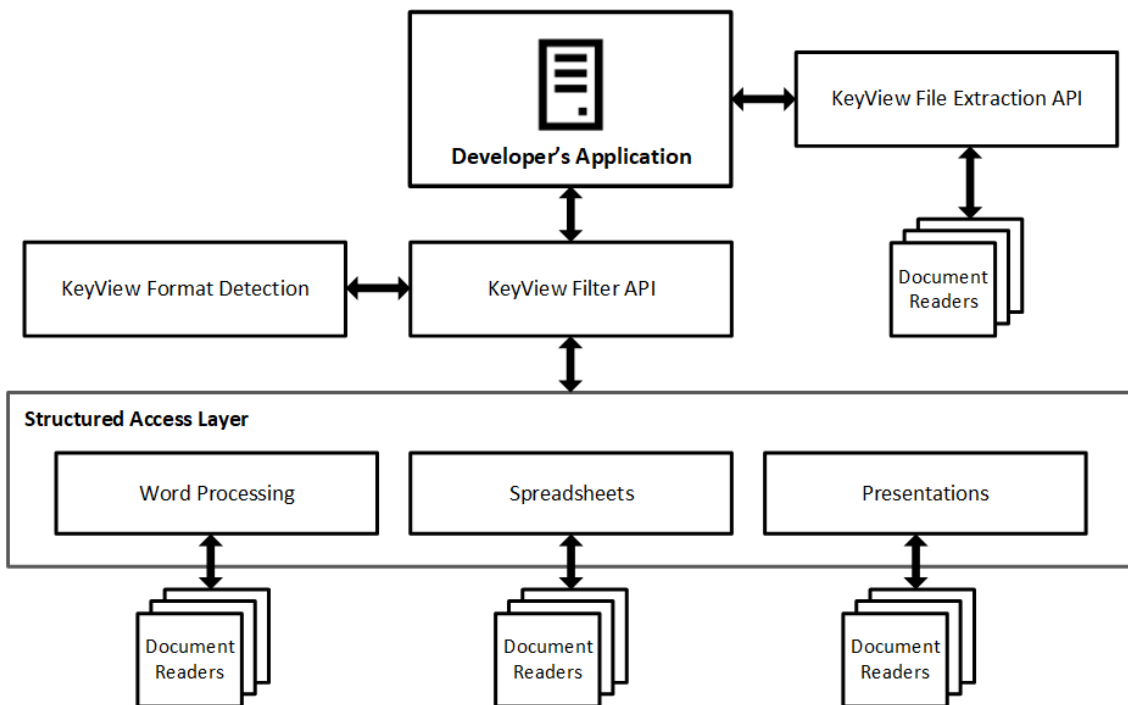 KeyView File Extraction API
Developer’s Application
KeyView Format Detection
KeyView Filter API
Document
Readers
Structured Access Layer
Word Processing
Spreadsheets
Presentations
Document
Readers
Document
Readers
Document
Readers